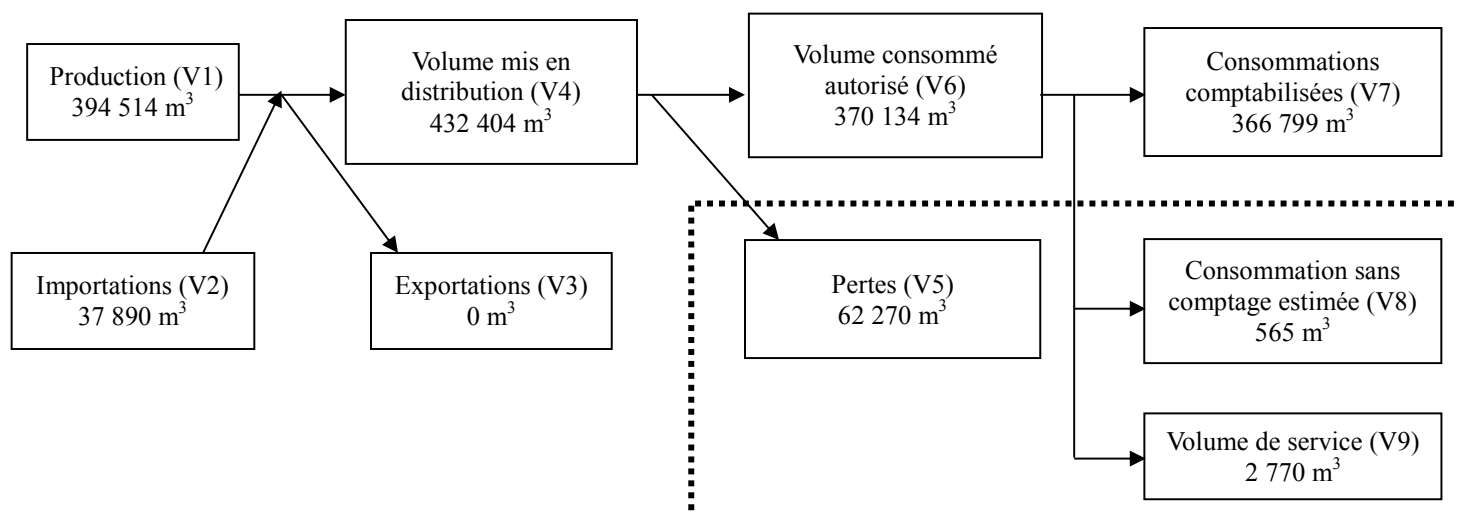 Production (V1)
394 514 m³
Volume mis en
distribution (V4)
432 404 m³
Volume consommé
autorisé (V6)
370 134 m³
Consommations
comptabilisées (V7)
366 799 m³
Importations (V2)
37 890 m³
Exportations (V3)
0 m³
Pertes (V5)
62 270 m³
Consommation sans
comptage estimée (V8)
565 m³
Volume de service (V9)
2 770 m³